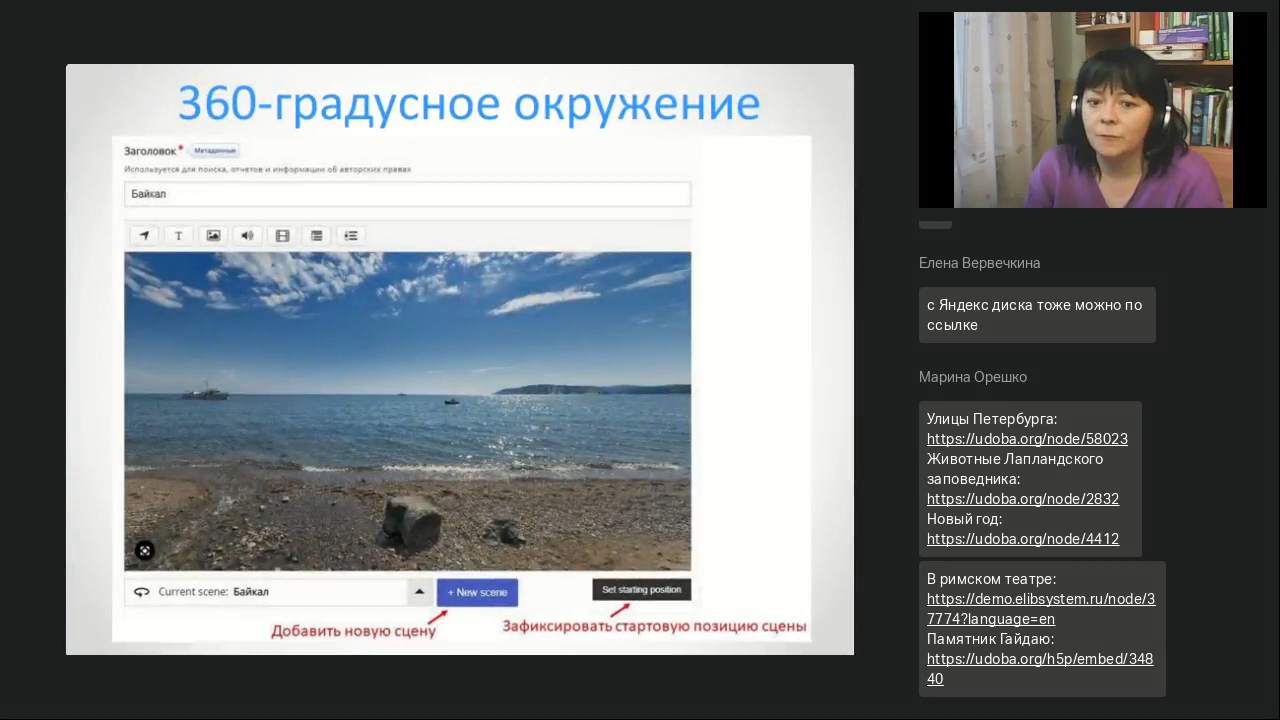 360-градусное окружение
Заголовок * Метаданные
Используется для поиска, отчетов и информации об авторских правах
Байкал
T
Current scene: Байкал
+ New scene
Set starting position
Добавить новую сцену
Зафиксировать стартовую позицию сцены
Елена Вервечкина
с Яндекс диска тоже можно по
ссылке
Марина Орешко
Улицы Петербурга:
https://udoba.org/node/58023
Животные Лапландского
заповедника:
https://udoba.org/node/2832
Новый год:
https://udoba.org/node/4412
В римском театре:
https://demo.elibsystem.ru/node/3
7774?language=en
Памятник Гайдаю:
https://udoba.org/h5p/embed/348
40